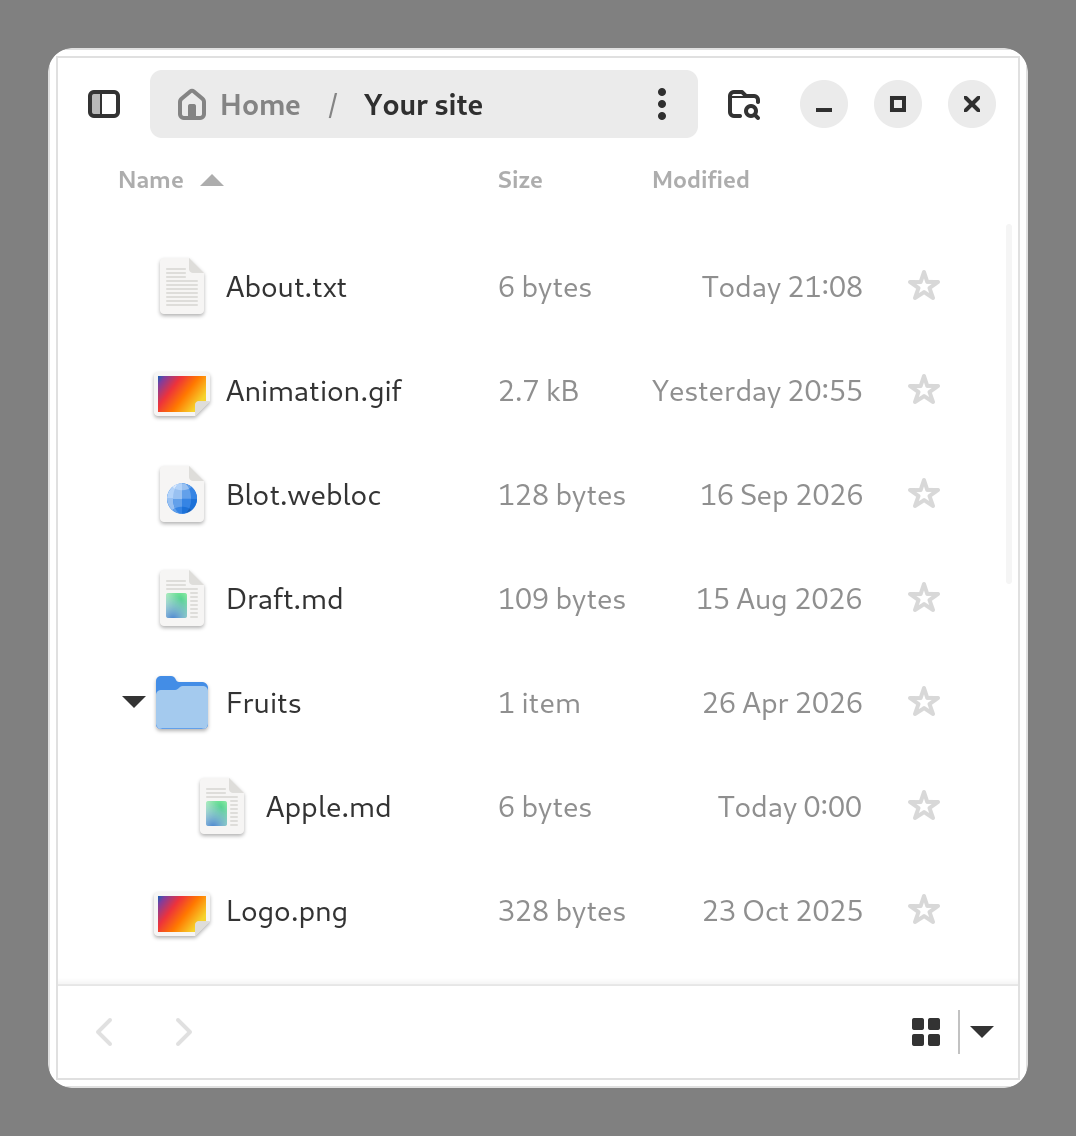 Home / Your site
Name Size Modified
About.txt 6 bytes Today 21:08
Animation.gif 2.7 kB Yesterday 20:55
Blot.webloc 128 bytes 16 Sep 2026
Draft.md 109 bytes 15 Aug 2026
Fruits 1 item 26 Apr 2026
Apple.md 6 bytes Today 0:00
Logo.png 328 bytes 23 Oct 2025